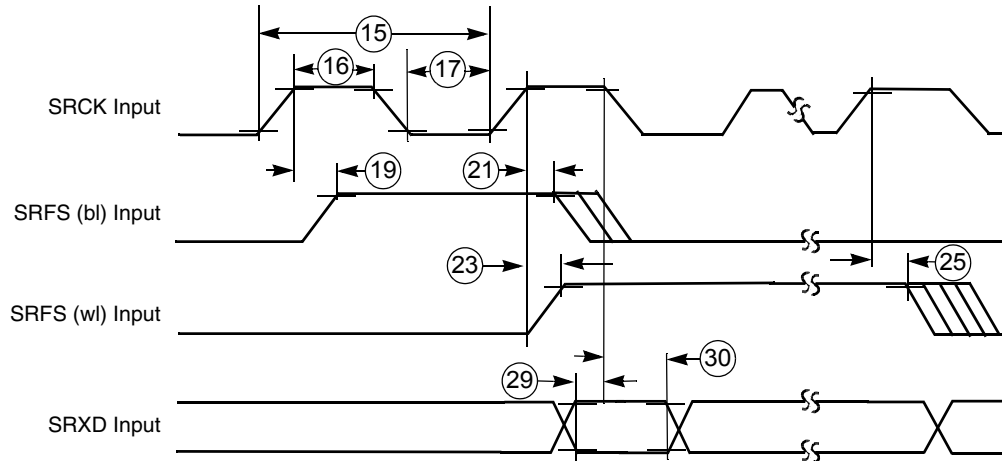 15
16
17
SRCK Input
19
21
SRFS (bl) Input
23
25
SRFS (wl) Input
30
29
SRXD Input